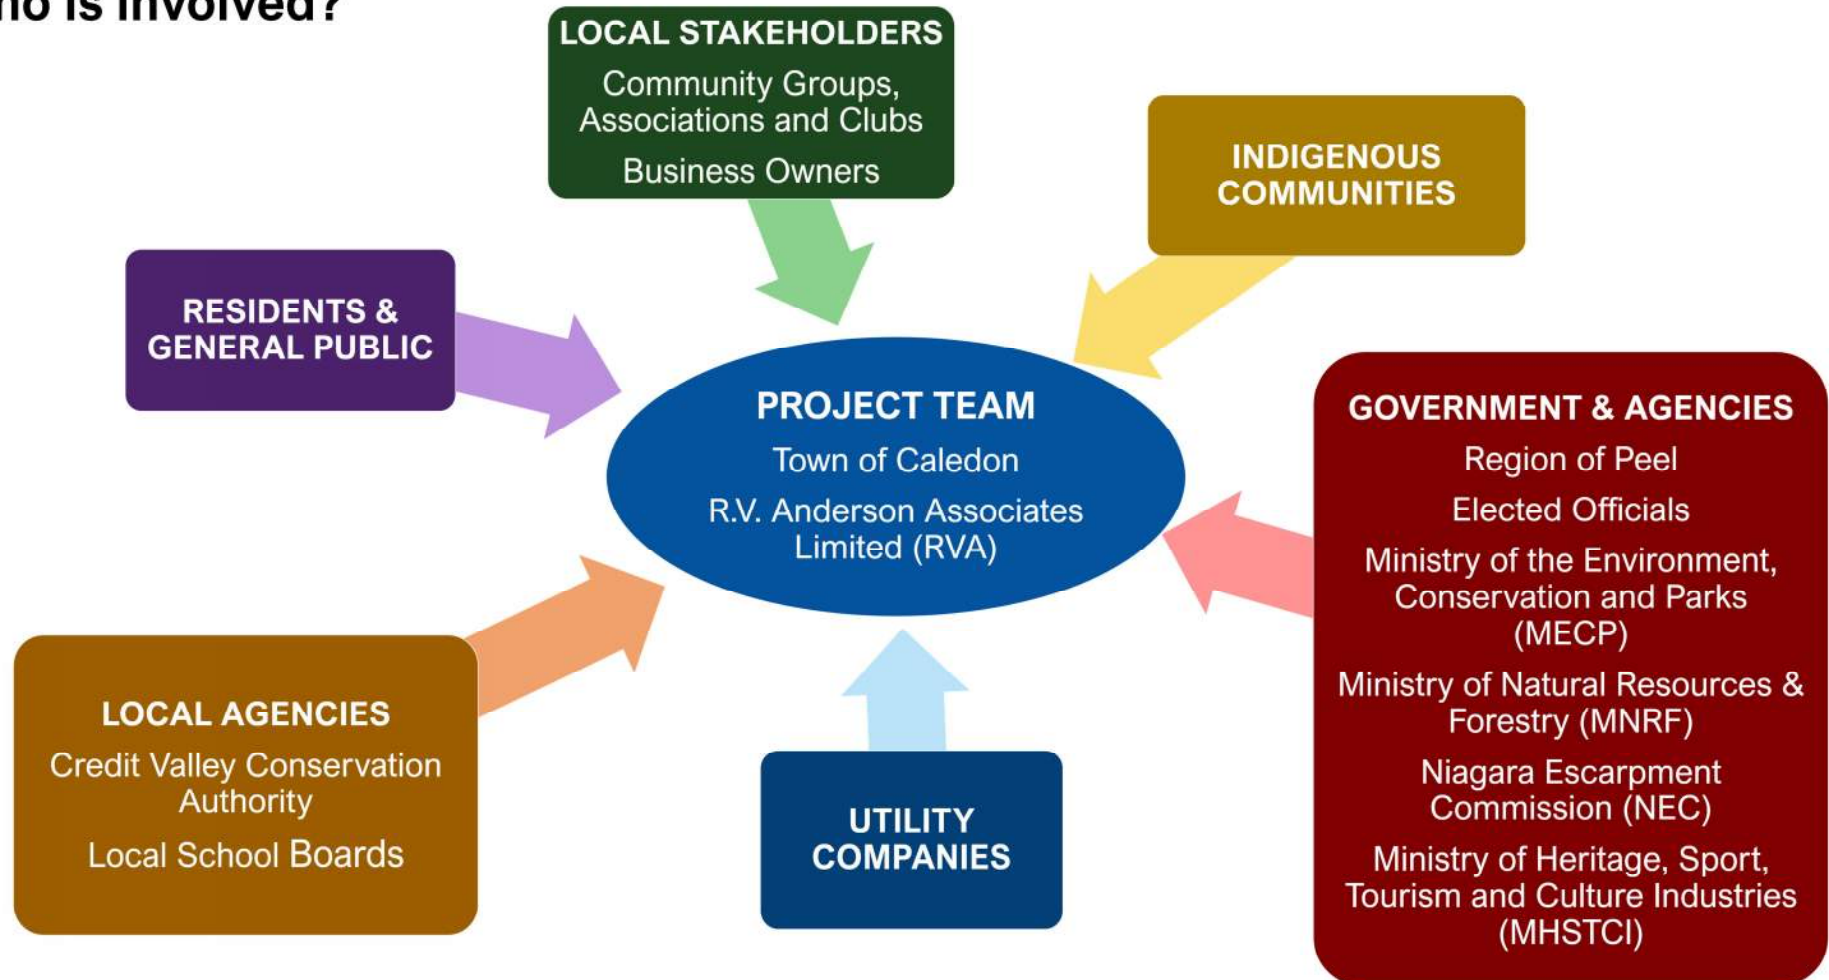 no is involved?
LOCAL STAKEHOLDERS
Community Groups,
Associations and Clubs
Business Owners
INDIGENOUS
COMMUNITIES
RESIDENTS &
GENERAL PUBLIC
PROJECT TEAM
Town of Caledon
R.V. Anderson Associates
Limited (RVA)
GOVERNMENT & AGENCIES
Region of Peel
Elected Officials
Ministry of the Environment,
Conservation and Parks
(MECP)
Ministry of Natural Resources &
Forestry (MNRF)
Niagara Escarpment
Commission (NEC)
Ministry of Heritage, Sport,
Tourism and Culture Industries
(MHSTCI)
LOCAL AGENCIES
Credit Valley Conservation
Authority
Local School Boards
UTILITY
COMPANIES